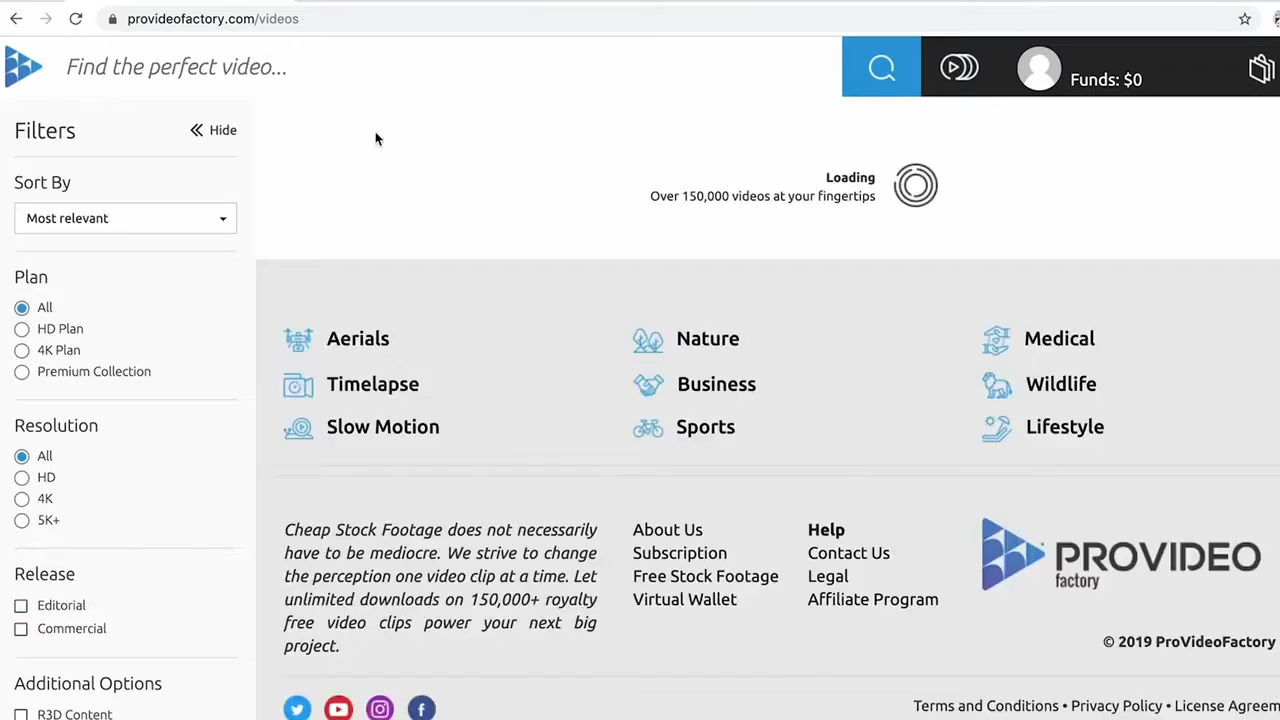 provideofactory.com/videos
Find the perfect video...
Funds: $0
Filters
Hide
Sort By
Most relevant
Plan
All
HD Plan
4K Plan
Premium Collection
Resolution
All
HD
4K
5K+
Release
Editorial
Commercial
Additional Options
R3D Content
Loading
Over 150,000 videos at your fingertips
Aerials
Nature
Medical
Timelapse
Business
Wildlife
Slow Motion
Sports
Lifestyle
Cheap Stock Footage does not necessarily
have to be mediocre. We strive to change
the perception one video clip at a time. Let
unlimited downloads on 150,000+ royalty
free video clips power your next big
project.
About Us
Subscription
Free Stock Footage
Virtual Wallet
Help
Contact Us
Legal
Affiliate Program
PROVIDEO
factory
© 2019 ProVideoFactory
Terms and Conditions • Privacy Policy • License Agreem